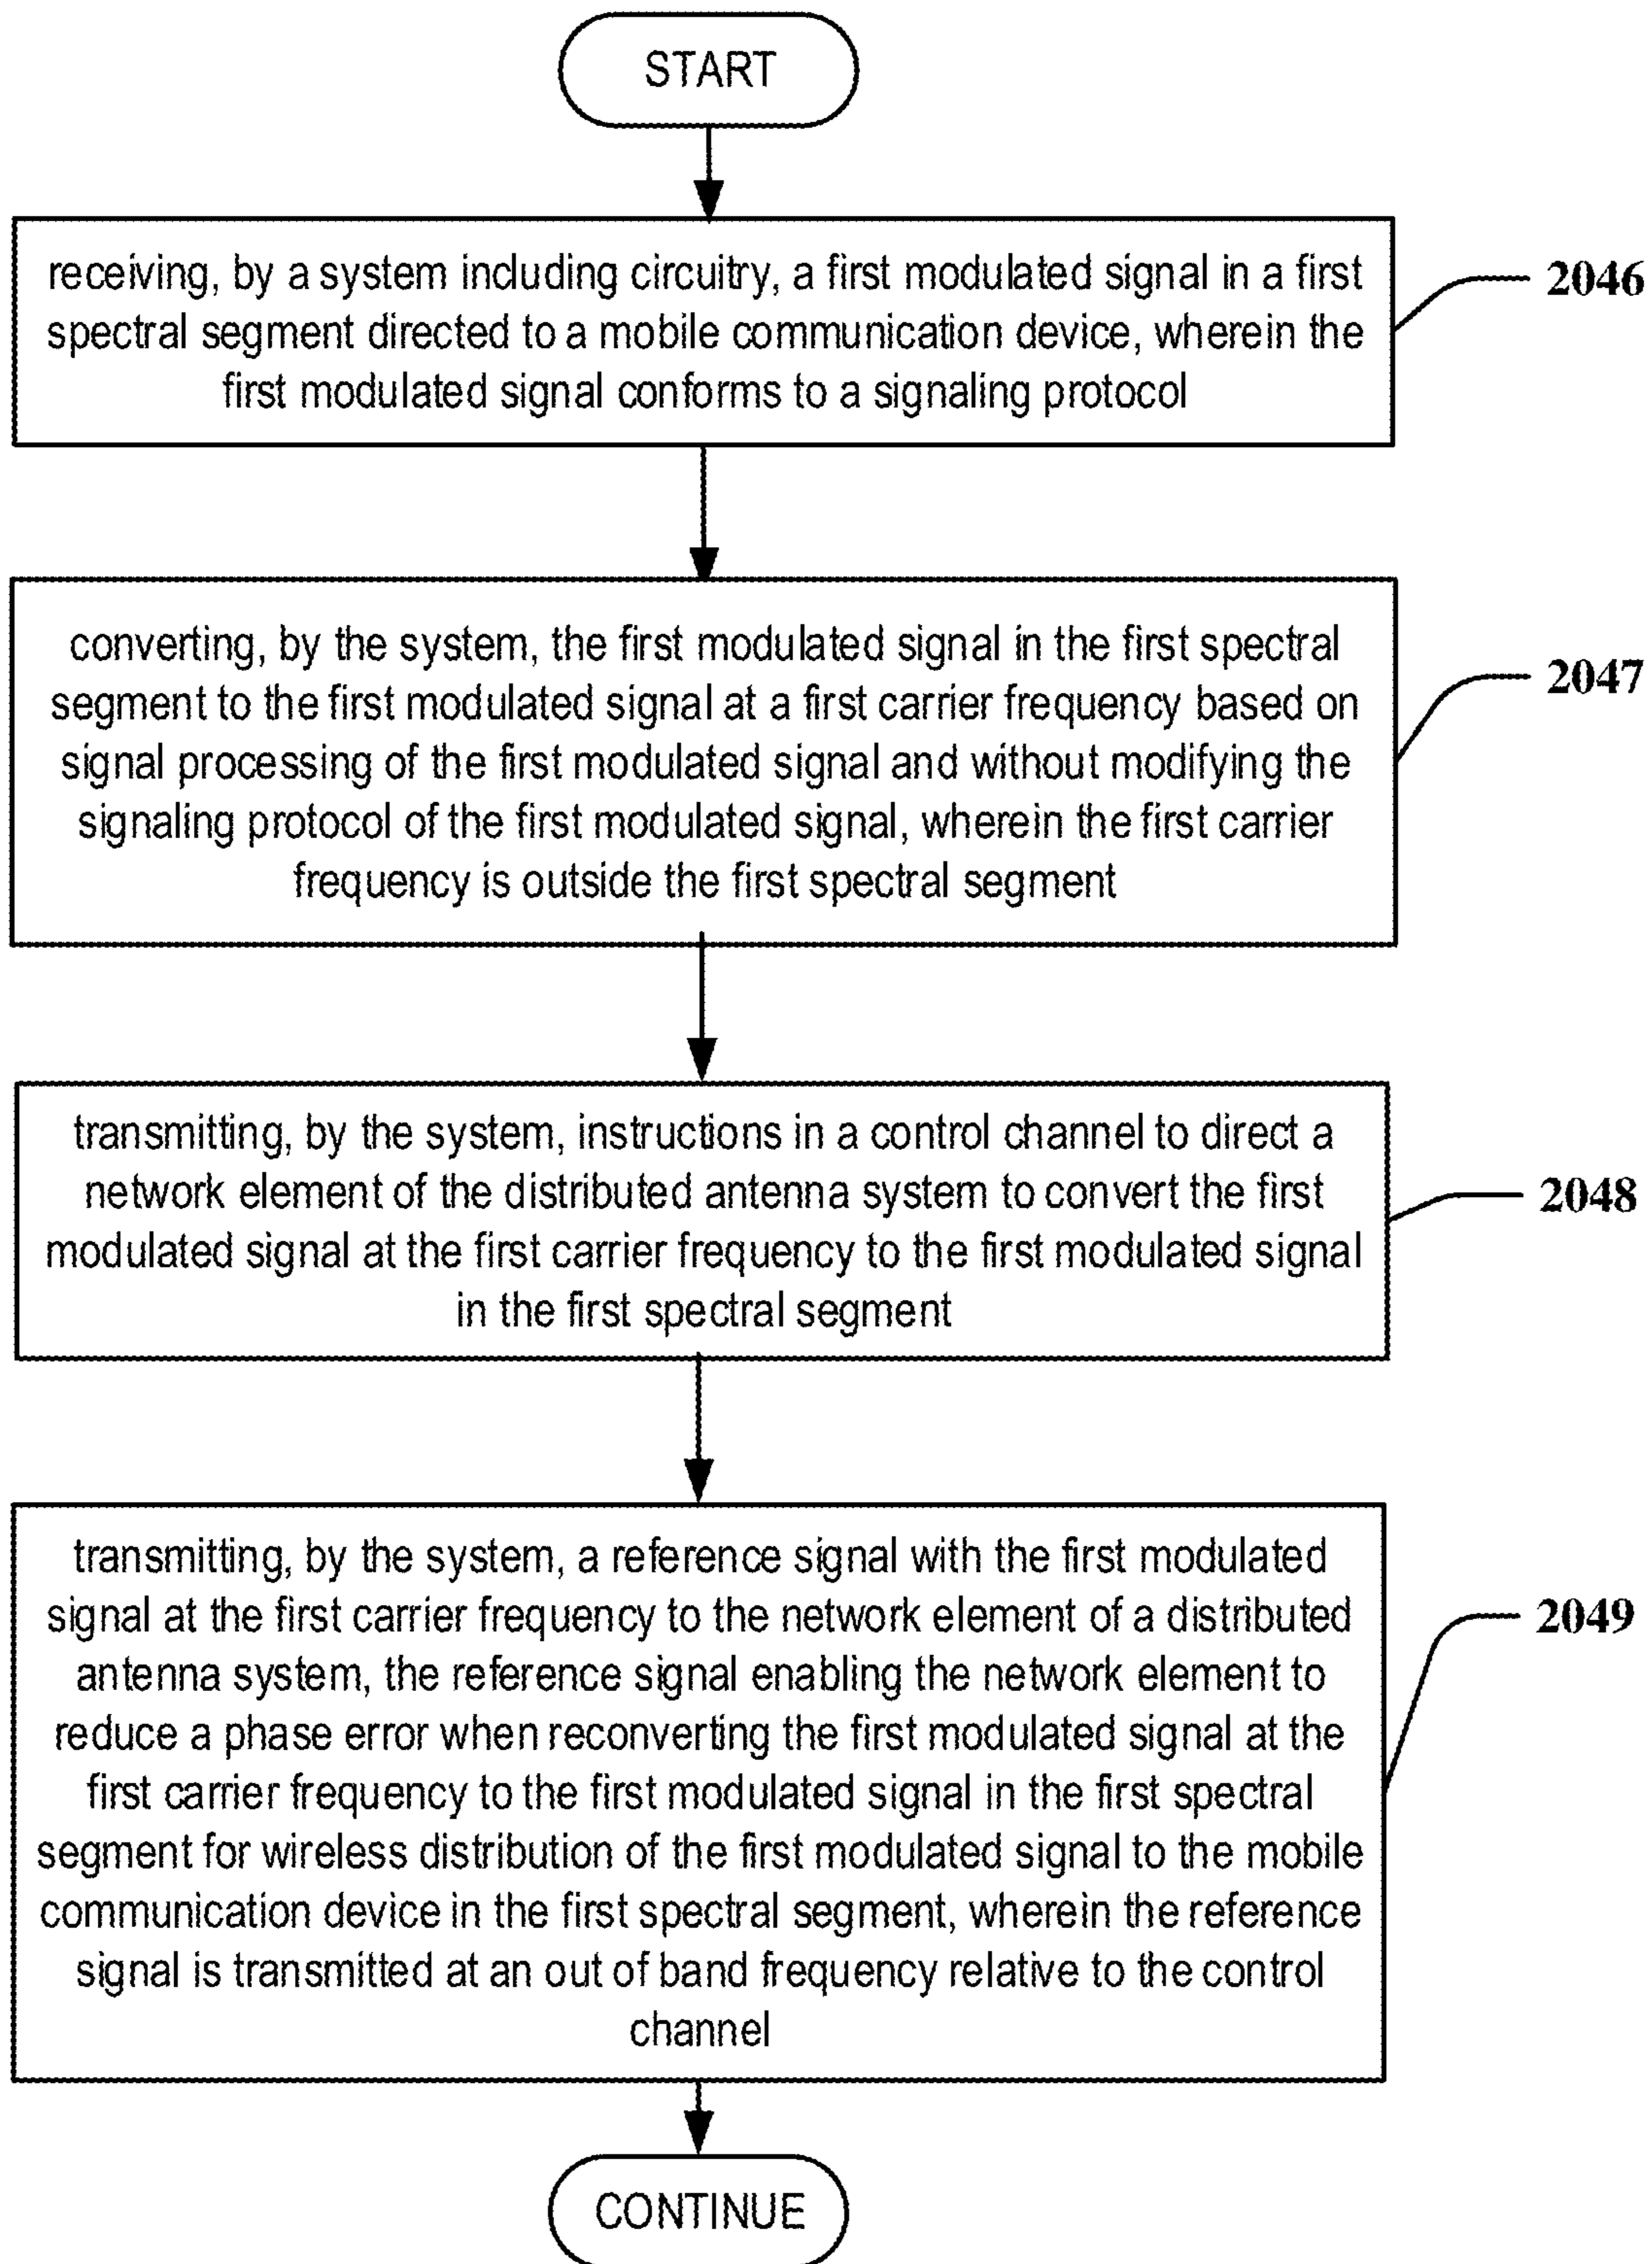 START
receiving, by a system including circuitry, a first modulated signal in a first
spectral segment directed to a mobile communication device, wherein the
first modulated signal conforms to a signaling protocol
2046
converting, by the system, the first modulated signal in the first spectral
segment to the first modulated signal at a first carrier frequency based on
signal processing of the first modulated signal and without modifying the
signaling protocol of the first modulated signal, wherein the first carrier
frequency is outside the first spectral segment
2047
transmitting, by the system, instructions in a control channel to direct a
network element of the distributed antenna system to convert the first
modulated signal at the first carrier frequency to the first modulated signal
in the first spectral segment
2048
transmitting, by the system, a reference signal with the first modulated
signal at the first carrier frequency to the network element of a distributed
antenna system, the reference signal enabling the network element to
reduce a phase error when reconverting the first modulated signal at the
first carrier frequency to the first modulated signal in the first spectral
segment for wireless distribution of the first modulated signal to the mobile
communication device in the first spectral segment, wherein the reference
signal is transmitted at an out of band frequency relative to the control
channel
2049
CONTINUE